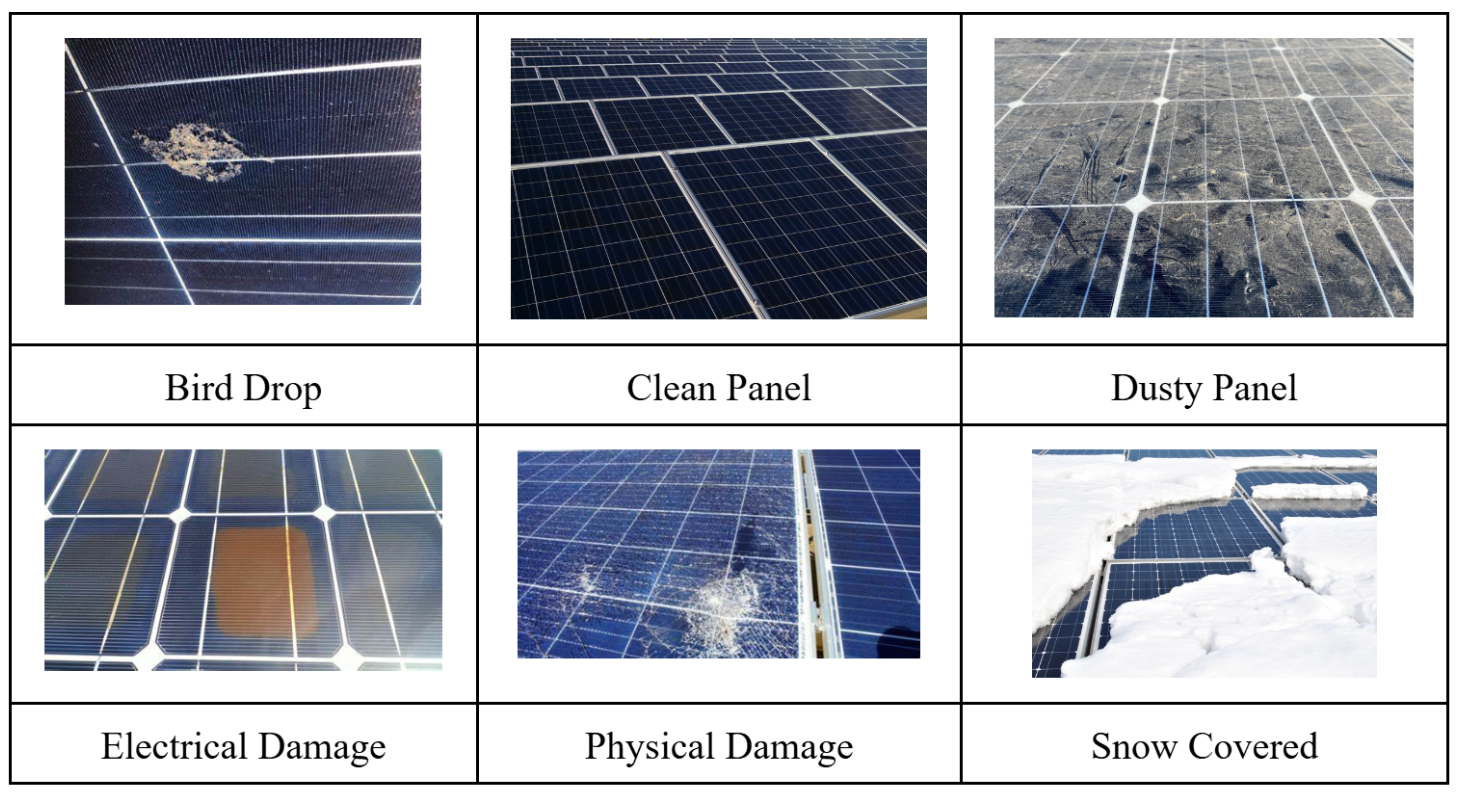 Bird Drop
Clean Panel
Dusty Panel
Electrical Damage
Physical Damage
Snow Covered